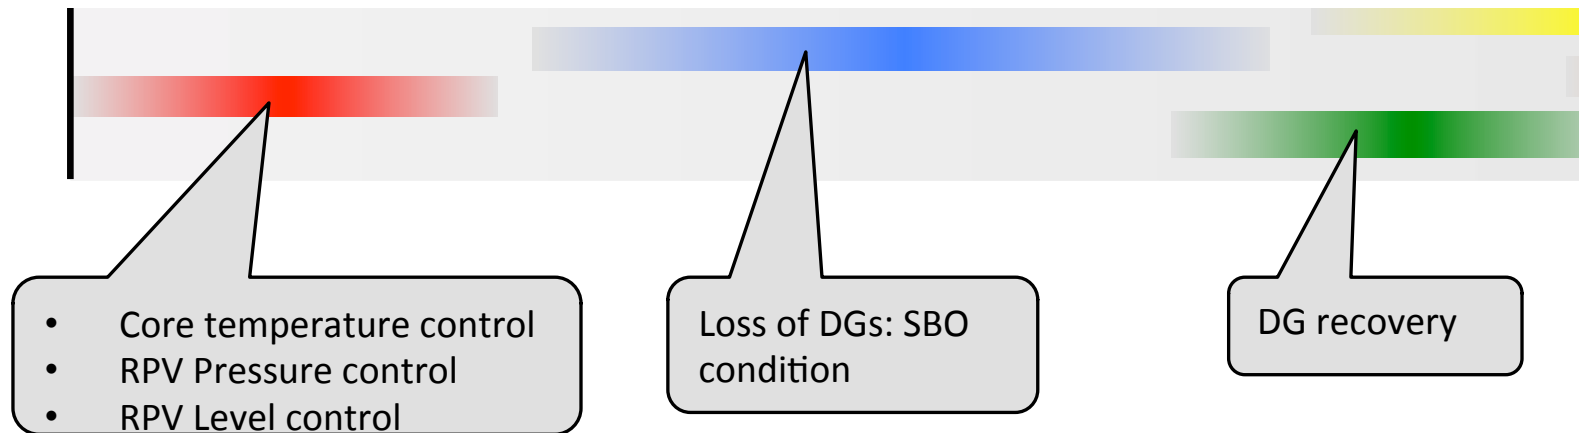 • Core temperature control
• RPV Pressure control
• RPV Level control
Loss of DGs: SBO
condition
DG recovery